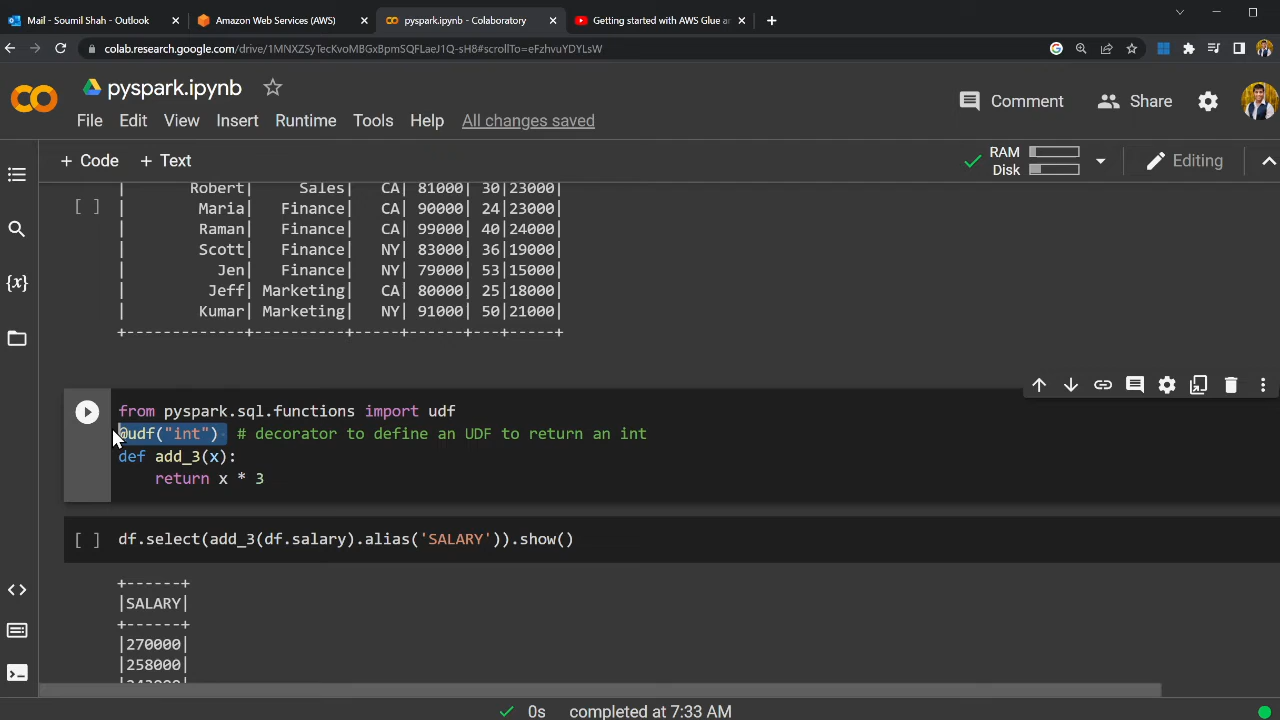 Mail - Soumil Shah - Outlook
Amazon Web Services (AWS)
pyspark.ipynb - Colaboratory
Getting started with AWS Glue ar
colab.research.google.com/drive/1MNXZSyTecKvoMBGxBpmSQFLaeJ1Q-sH8#scrollTo=eFzhvuYDYLsW
pyspark.ipynb
Comment
Share
File Edit View Insert Runtime Tools Help All changes saved
+ Code + Text
RAM
Disk
Editing
| Robert| Sales| CA| 81000| 30|23000|
[ ] | Maria| Finance| CA| 90000| 24|23000|
| Raman| Finance| CA| 99000| 40|24000|
| Scott| Finance| NY| 83000| 36|19000|
| Jen| Finance| NY| 79000| 53|15000|
| Jeff| Marketing| CA| 80000| 25|18000|
| Kumar| Marketing| NY| 91000| 50|21000|
+-------------+----------+-----+------+---+-----+
from pyspark.sql.functions import udf
@udf("int") # decorator to define an UDF to return an int
def add_3(x):
return x * 3
[ ] df.select(add_3(df.salary).alias('SALARY')).show()
+------+
|SALARY|
+------+
|270000|
|258000|
|243000|
0s completed at 7:33 AM